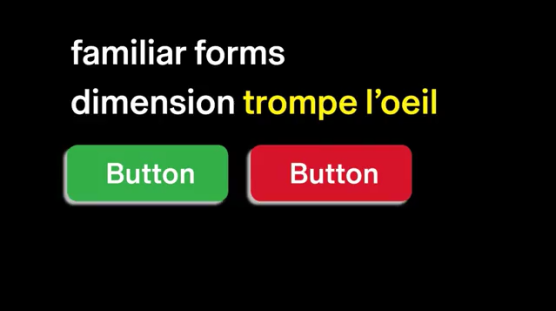 familiar forms
dimension trompe l’oeil
Button Button